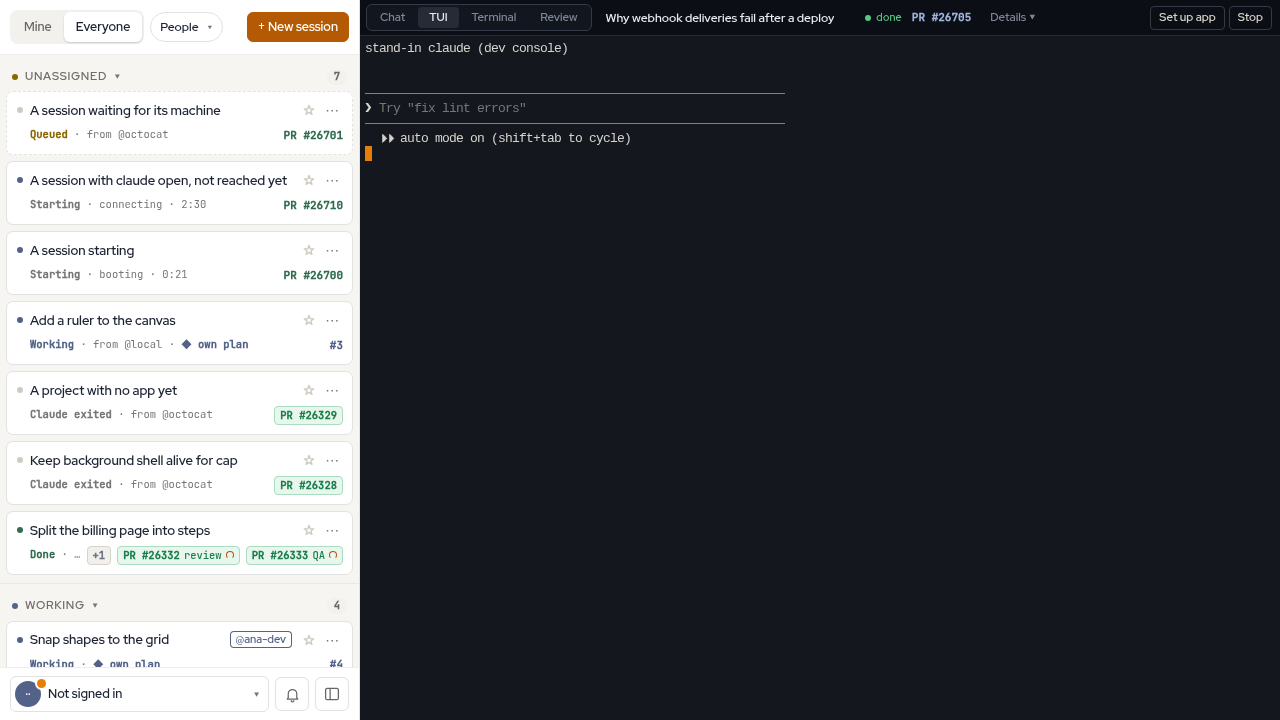 Mine Everyone People ▾ + New session
UNASSIGNED ▾ 7
A session waiting for its machine
Queued · from @octocat PR #26701
A session with claude open, not reached yet
Starting · connecting · 2:30 PR #26710
A session starting
Starting · booting · 0:21 PR #26700
Add a ruler to the canvas
Working · from @local · ◆ own plan #3
A project with no app yet
Claude exited · from @octocat PR #26329
Keep background shell alive for cap
Claude exited · from @octocat PR #26328
Split the billing page into steps
Done · … +1 PR #26332 review PR #26333 QA
WORKING ▾ 4
Snap shapes to the grid @ana-dev
Working · ◆ own plan #4
Not signed in ▾
Chat TUI Terminal Review Why webhook deliveries fail after a deploy done PR #26705 Details ▾ Set up app Stop
stand-in claude (dev console)
❯ Try "fix lint errors"
⏵⏵ auto mode on (shift+tab to cycle)